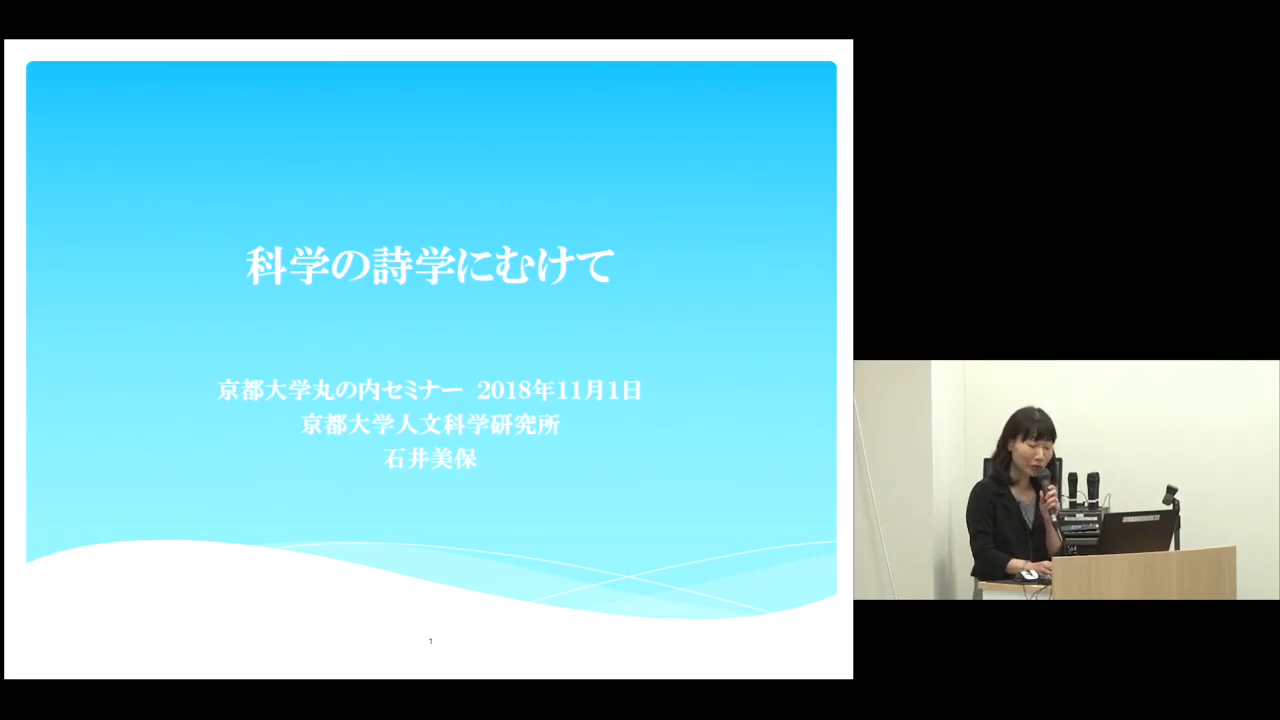 科学の詩学にむけて
京都大学丸の内セミナー 2018年11月1日
京都大学人文科学研究所
石井美保
1